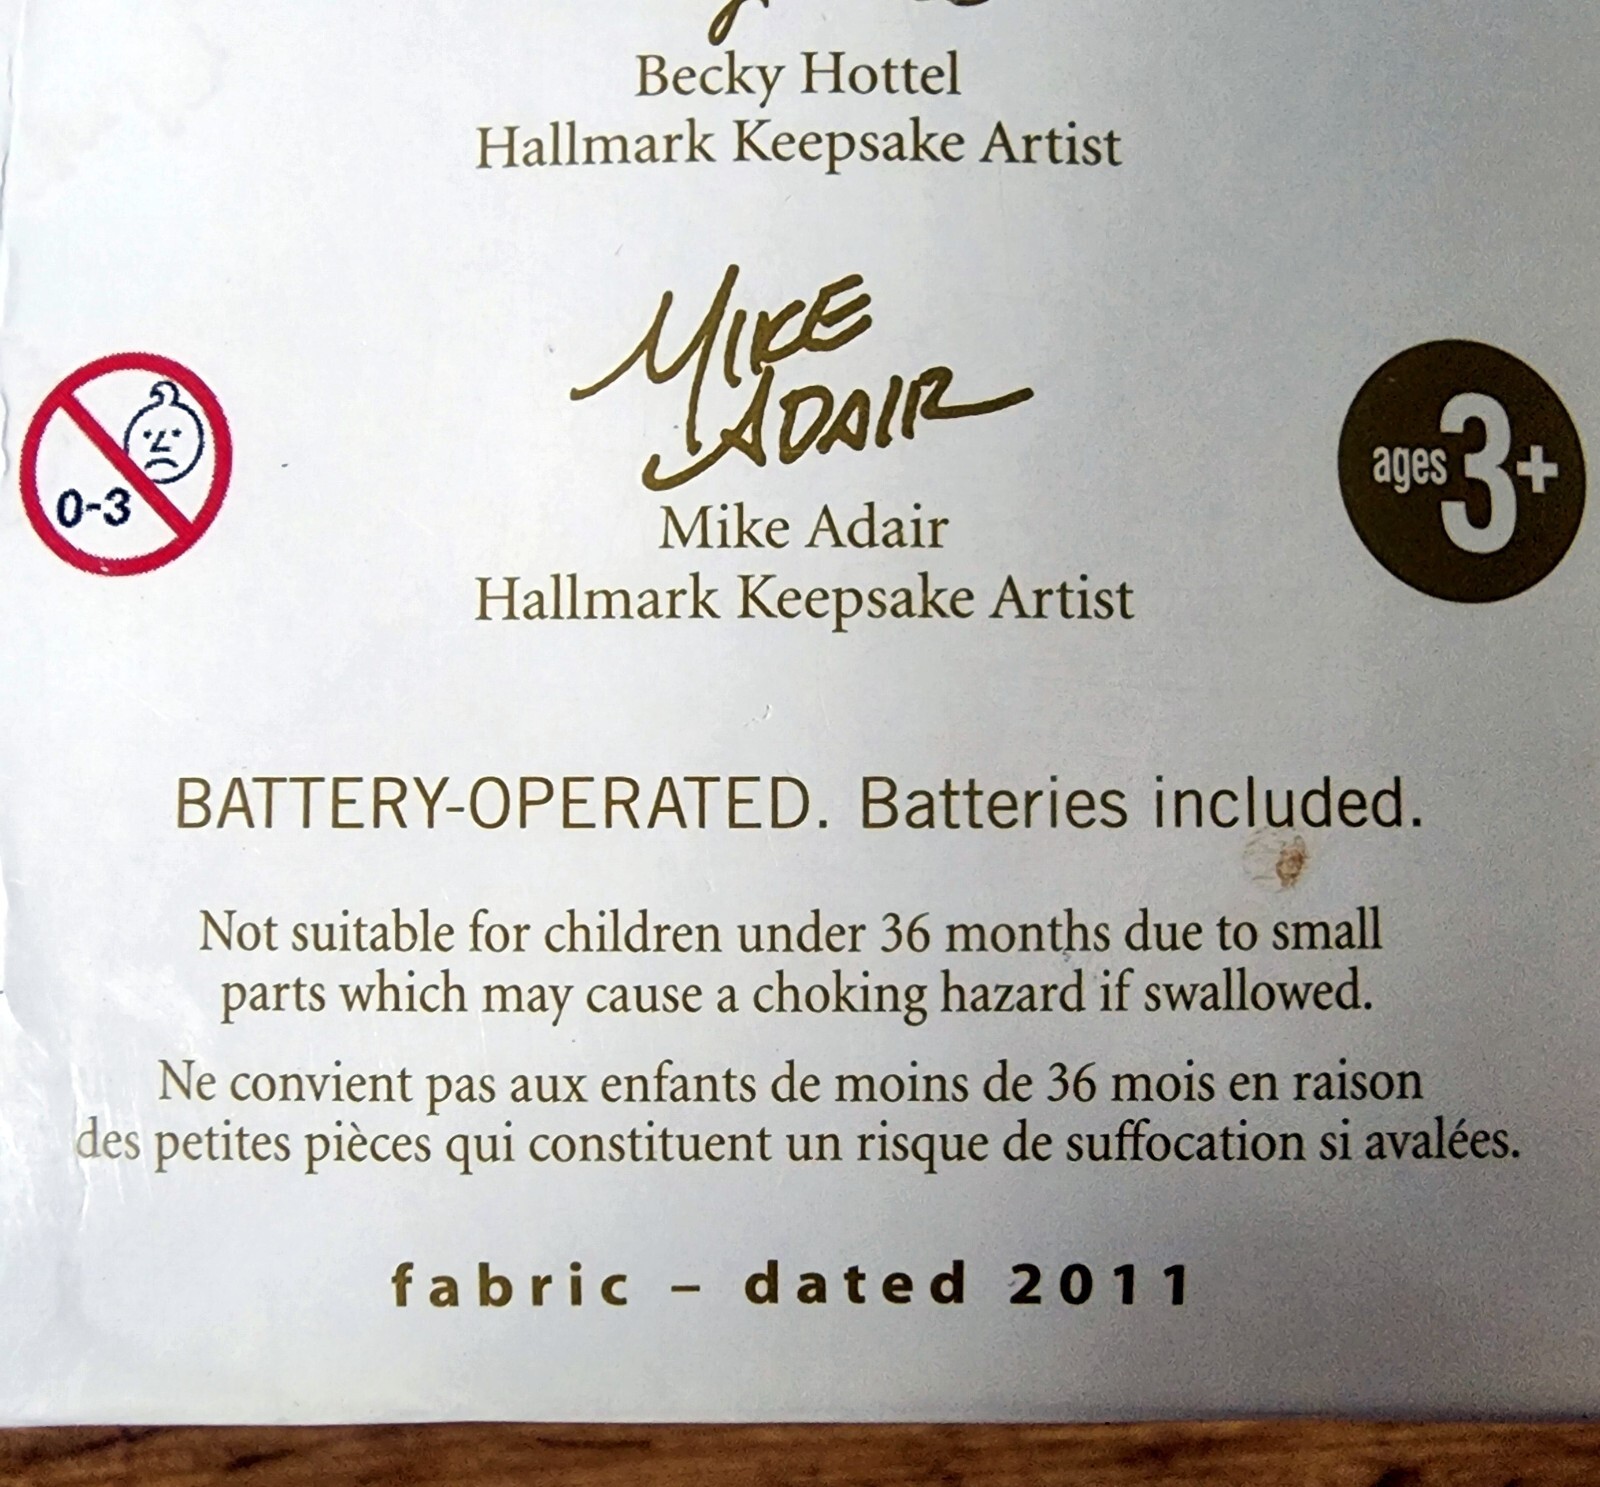 Becky Hottel
Hallmark Keepsake Artist
MIKE
ADAIR
Mike Adair
Hallmark Keepsake Artist
0-3
ages 3+
BATTERY-OPERATED. Batteries included.
Not suitable for children under 36 months due to small
parts which may cause a choking hazard if swallowed.
Ne convient pas aux enfants de moins de 36 mois en raison
des petites pièces qui constituent un risque de suffocation si avalées.
fabric – dated 2011